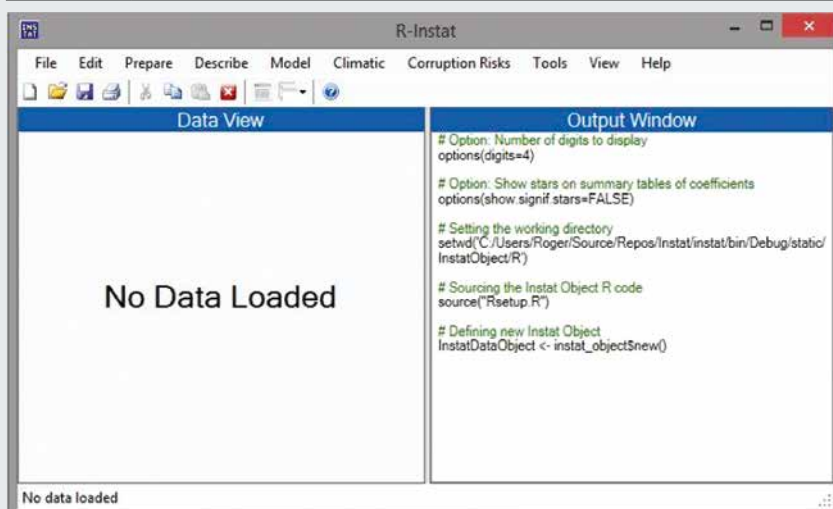 INS
TAT
R-Instat
File Edit Prepare Describe Model Climatic Corruption Risks Tools View Help
Data View
No Data Loaded
Output Window
# Option: Number of digits to display
options(digits=4)
# Option: Show stars on summary tables of coefficients
options(show.signif.stars=FALSE)
# Setting the working directory
setwd('C:/Users/Roger/Source/Repos/Instat/instat/bin/Debug/static/
InstatObject/R')
# Sourcing the Instat Object R code
source("Rsetup.R")
# Defining new Instat Object
InstatDataObject <- instat_object$new()
No data loaded